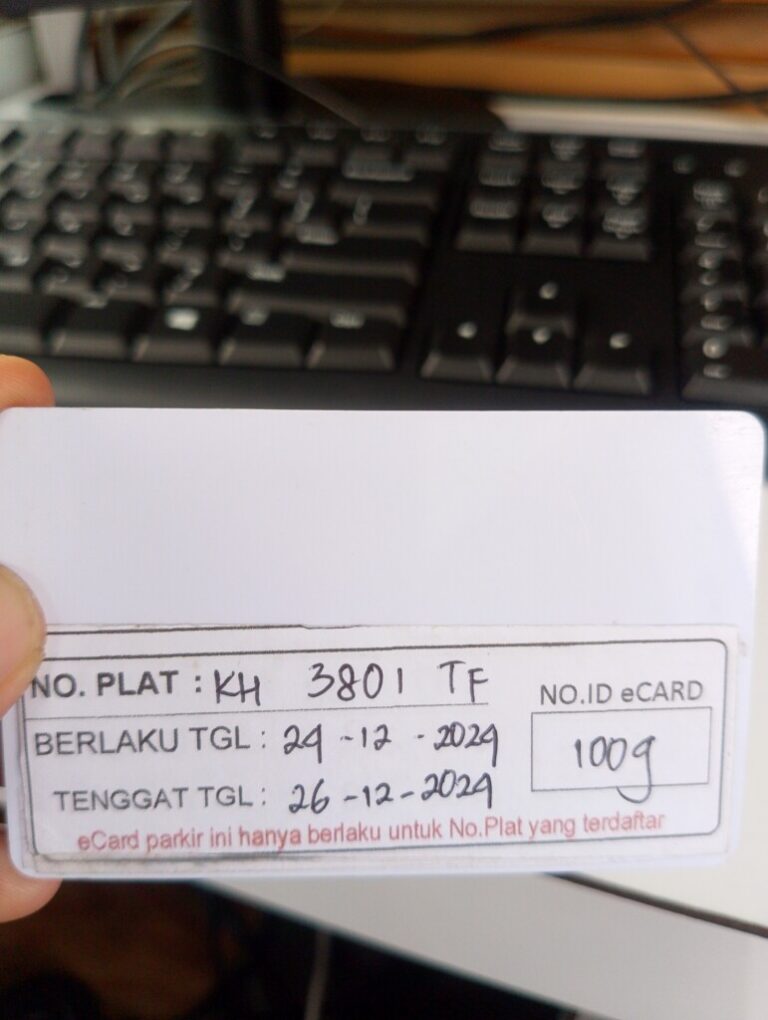 NO. PLAT : KH 3801 TF
BERLAKU TGL : 24-12-2024
TENGGAT TGL : 26-12-2024
NO.ID eCARD
1009
eCard parkir ini hanya berlaku untuk No.Plat yang terdaftar